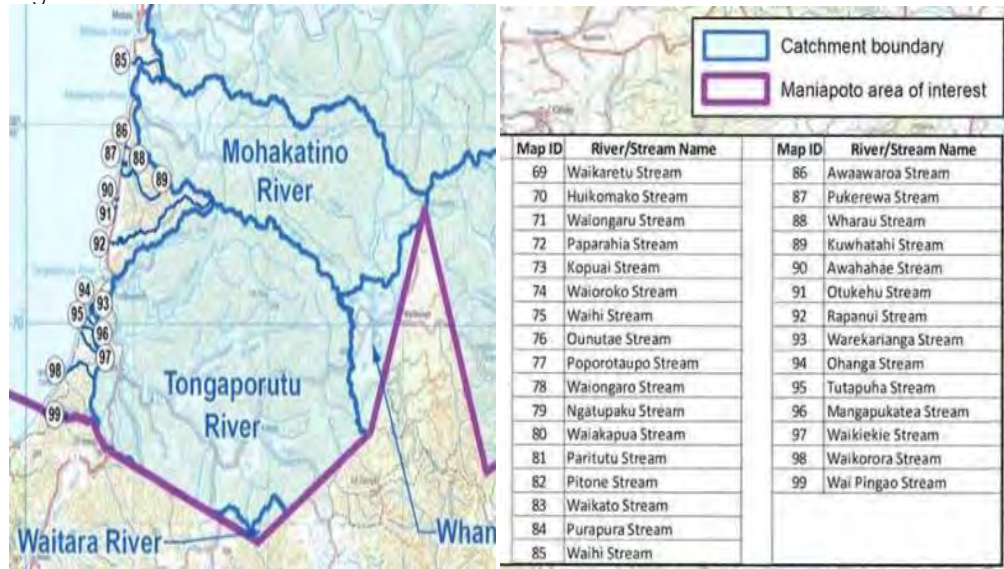 85
86
87
88
89
90
91
92
94
93
95
96
97
98
99
70
Mohakatino
River
Tongaporutu
River
Waitara River
Whan
Catchment boundary
Maniapoto area of interest
Map ID River/Stream Name
69 Waikaretu Stream
70 Huikomako Stream
71 Waiongaru Stream
72 Paparahia Stream
73 Kopuai Stream
74 Waioroko Stream
75 Waihi Stream
76 Ounutae Stream
77 Poporotaupo Stream
78 Waiongaro Stream
79 Ngatupaku Stream
80 Waiakapua Stream
81 Paritutu Stream
82 Pitone Stream
83 Waikato Stream
84 Purapura Stream
85 Waihi Stream
Map ID River/Stream Name
86 Awaawaroa Stream
87 Pukerewa Stream
88 Wharau Stream
89 Kuwhatahi Stream
90 Awahahae Stream
91 Otukehu Stream
92 Rapanui Stream
93 Warekarianga Stream
94 Ohanga Stream
95 Tutapuha Stream
96 Mangapukatea Stream
97 Waikiekie Stream
98 Waikorora Stream
99 Wai Pingao Stream